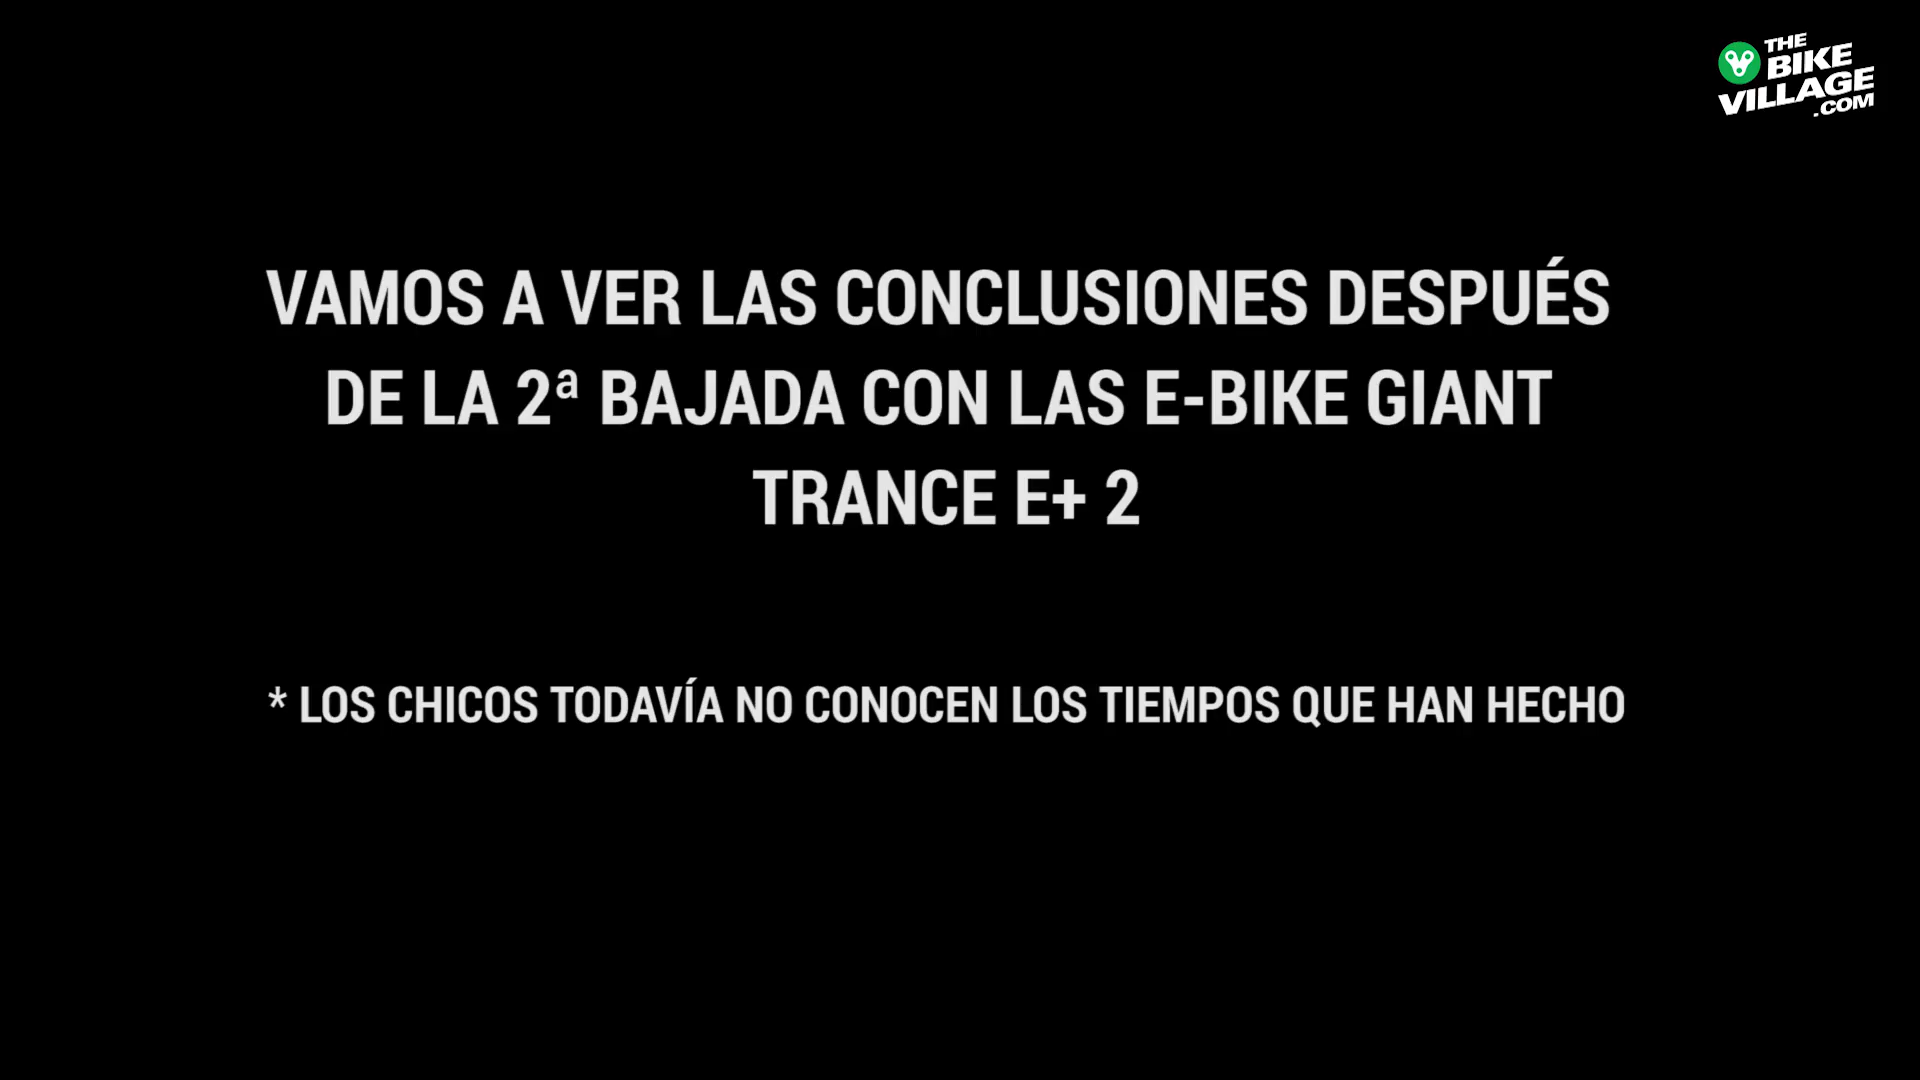 THE
BIKE
VILLAGE
.COM
VAMOS A VER LAS CONCLUSIONES DESPUÉS
DE LA 2ª BAJADA CON LAS E-BIKE GIANT
TRANCE E+ 2
* LOS CHICOS TODAVÍA NO CONOCEN LOS TIEMPOS QUE HAN HECHO